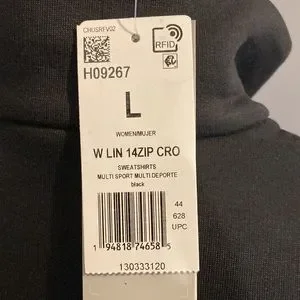 CRUSRFV02
RFID
H09267
L
WOMEN/MUJER
W LIN 14ZIP CRO
SWEATSHIRTS
MULTI SPORT MULTI DEPORTE
black
44
628
UPC
1 94818 74658 5
130333120